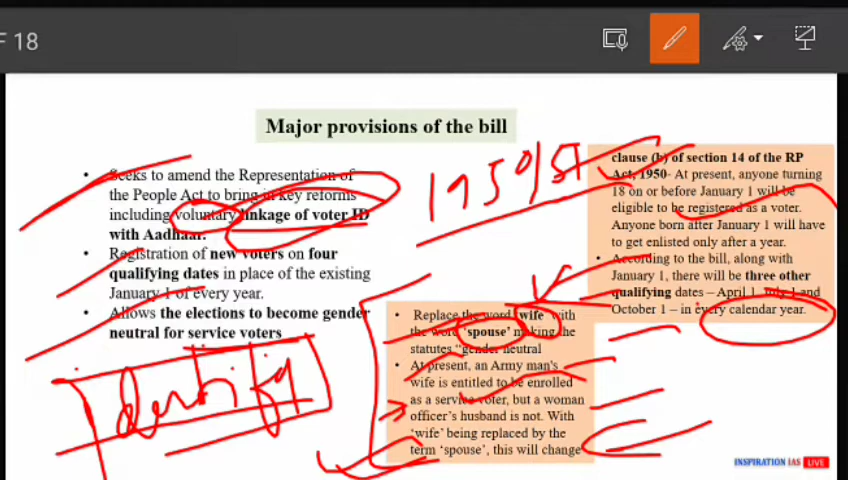 F 18
Major provisions of the bill
Seeks to amend the Representation of
the People Act to bring in key reforms
including voluntary linkage of voter ID
with Aadhaar.
Registration of new voters on four
qualifying dates in place of the existing
January 1 of every year.
Allows the elections to become gender
neutral for service voters
Identify
1950/51
Replace the word 'wife' with
the word 'spouse' making the
statutes "gender neutral
At present, an Army man's
wife is entitled to be enrolled
as a service voter, but a woman
officer's husband is not. With
'wife' being replaced by the
term 'spouse', this will change
clause (b) of section 14 of the RP
Act, 1950- At present, anyone turning
18 on or before January 1 will be
eligible to be registered as a voter.
Anyone born after January 1 will have
to get enlisted only after a year.
According to the bill, along with
January 1, there will be three other
qualifying dates – April 1, July 1 and
October 1 – in every calendar year.
INSPIRATION IAS LIVE